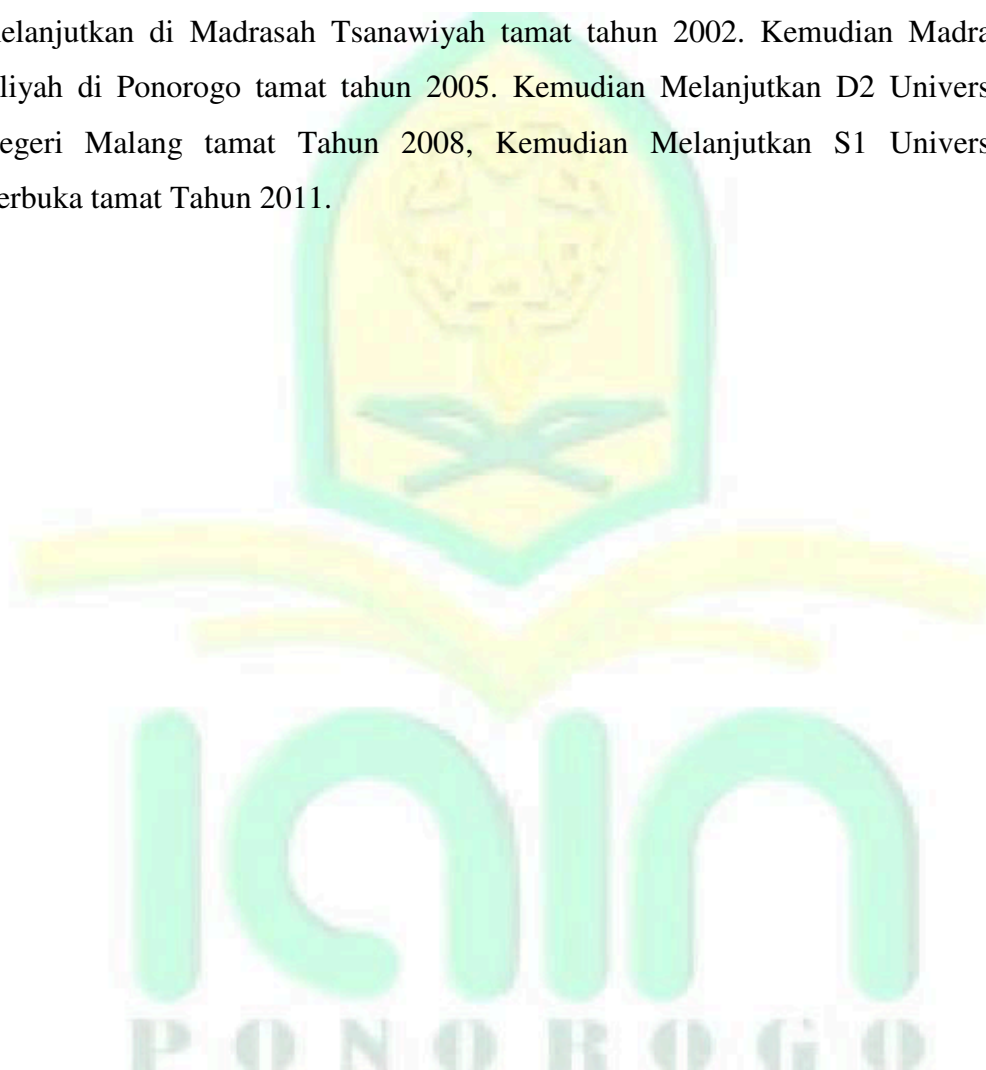 elanjutkan di Madrasah Tsanawiyah tamat tahun 2002. Kemudian Madra
liyah di Ponorogo tamat tahun 2005. Kemudian Melanjutkan D2 Univers
egeri Malang tamat Tahun 2008, Kemudian Melanjutkan S1 Univers
erbuka tamat Tahun 2011.
iain
PONOROGO